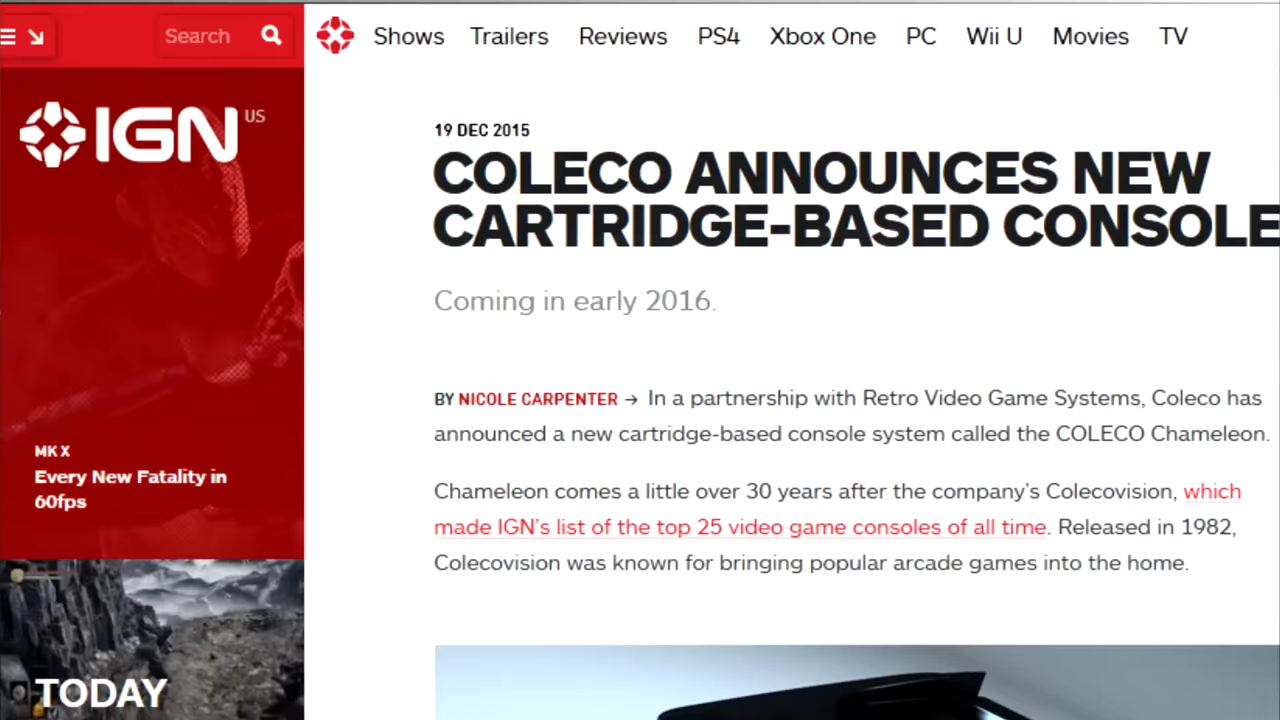 Search
Shows Trailers Reviews PS4 Xbox One PC Wii U Movies TV
IGN US
19 DEC 2015
COLECO ANNOUNCES NEW
CARTRIDGE-BASED CONSOLE
Coming in early 2016.
BY NICOLE CARPENTER → In a partnership with Retro Video Game Systems, Coleco has
announced a new cartridge-based console system called the COLECO Chameleon.
Chameleon comes a little over 30 years after the company's Colecovision, which
made IGN's list of the top 25 video game consoles of all time. Released in 1982,
Colecovision was known for bringing popular arcade games into the home.
MK X
Every New Fatality in
60fps
TODAY